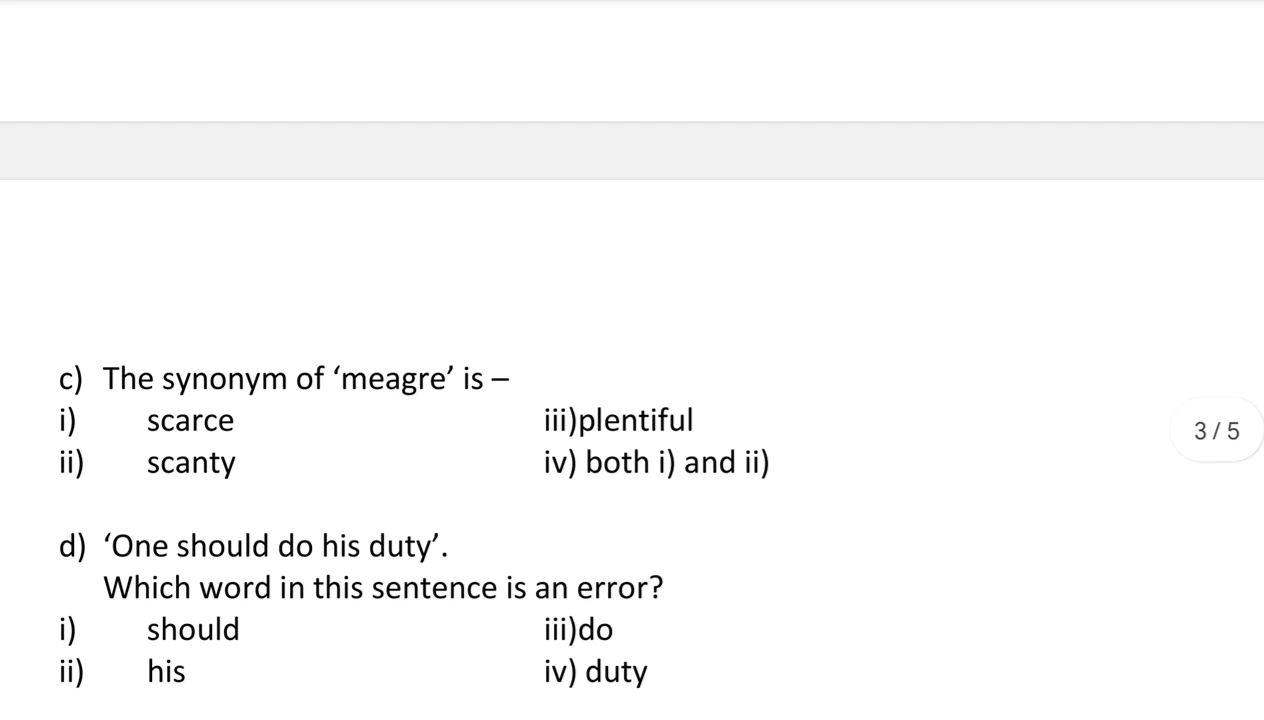 c) The synonym of ‘meagre’ is –
i) scarce iii)plentiful
ii) scanty iv) both i) and ii)
3 / 5
d) ‘One should do his duty’.
Which word in this sentence is an error?
i) should iii)do
ii) his iv) duty